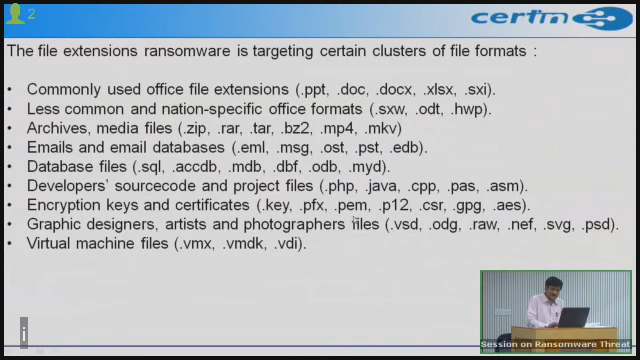 2
certin
The file extensions ransomware is targeting certain clusters of file formats :
• Commonly used office file extensions (.ppt, .doc, .docx, .xlsx, .sxi).
• Less common and nation-specific office formats (.sxw, .odt, .hwp).
• Archives, media files (.zip, .rar, .tar, .bz2, .mp4, .mkv)
• Emails and email databases (.eml, .msg, .ost, .pst, .edb).
• Database files (.sql, .accdb, .mdb, .dbf, .odb, .myd).
• Developers' sourcecode and project files (.php, .java, .cpp, .pas, .asm).
• Encryption keys and certificates (.key, .pfx, .pem, .p12, .csr, .gpg, .aes).
• Graphic designers, artists and photographers files (.vsd, .odg, .raw, .nef, .svg, .psd).
• Virtual machine files (.vmx, .vmdk, .vdi).
i
Session on Ransomware Threat